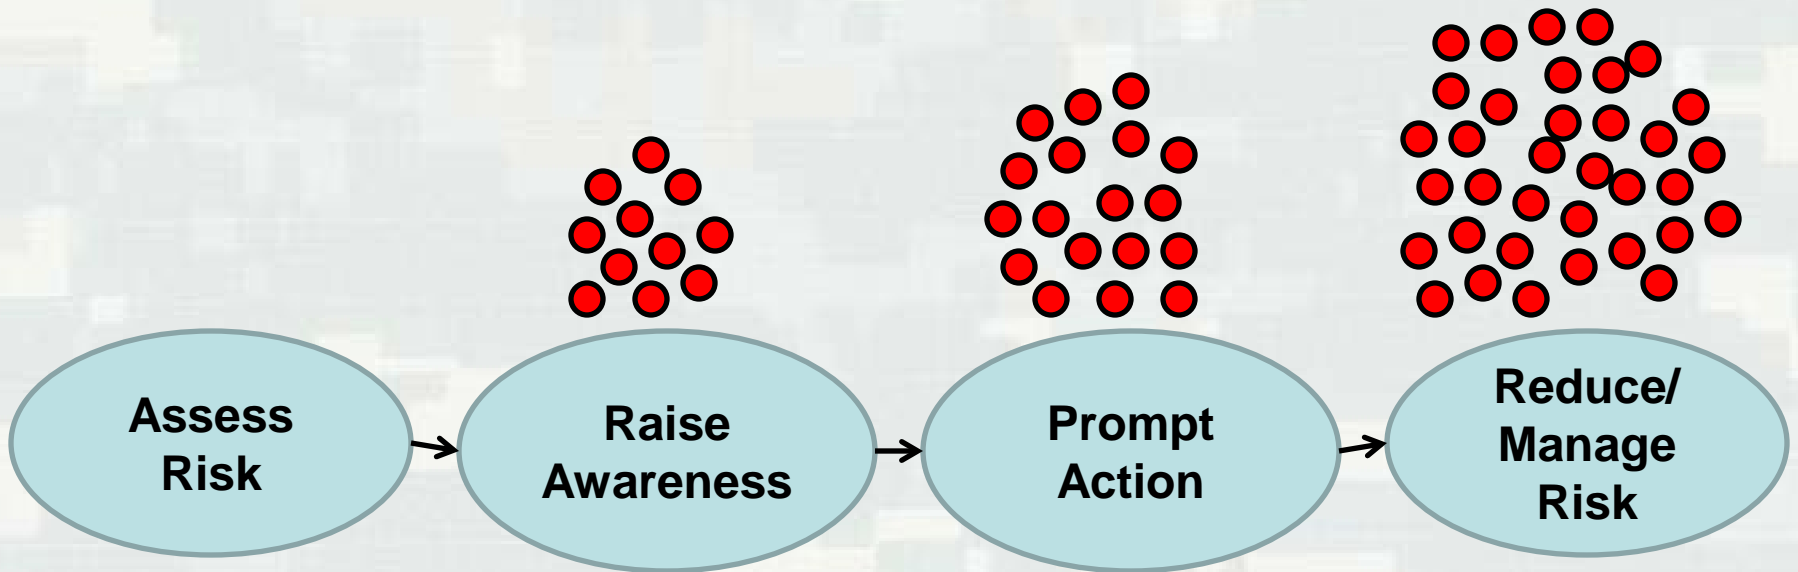 Assess
Risk
Raise
Awareness
Prompt
Action
Reduce/
Manage
Risk